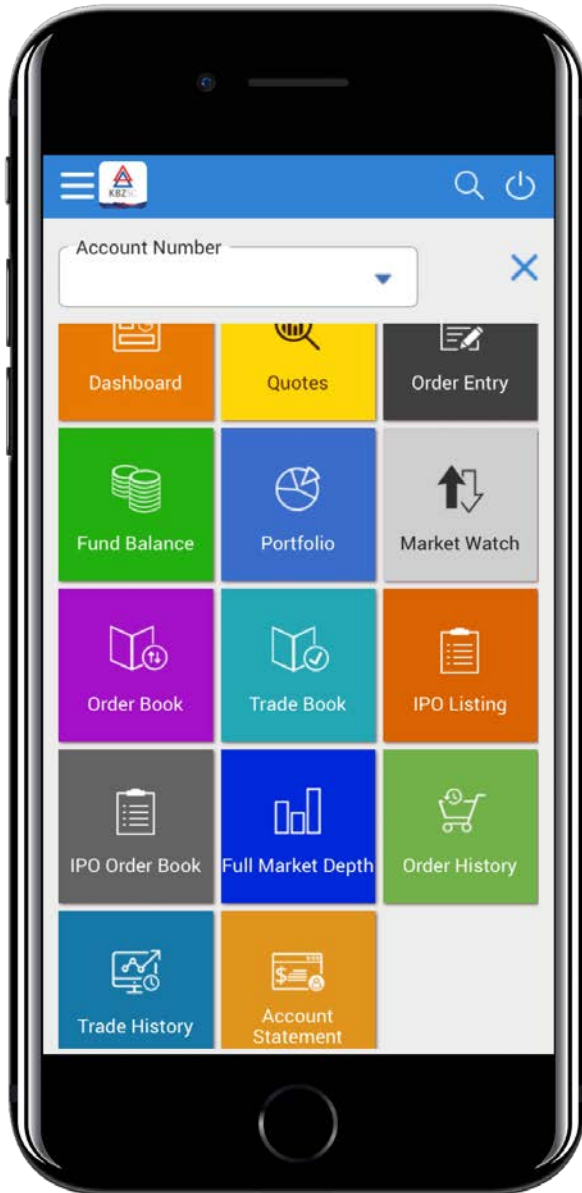 KBZSC
Account Number
Dashboard
Quotes
Order Entry
Fund Balance
Portfolio
Market Watch
Order Book
Trade Book
IPO Listing
IPO Order Book
Full Market Depth
Order History
Trade History
Account
Statement